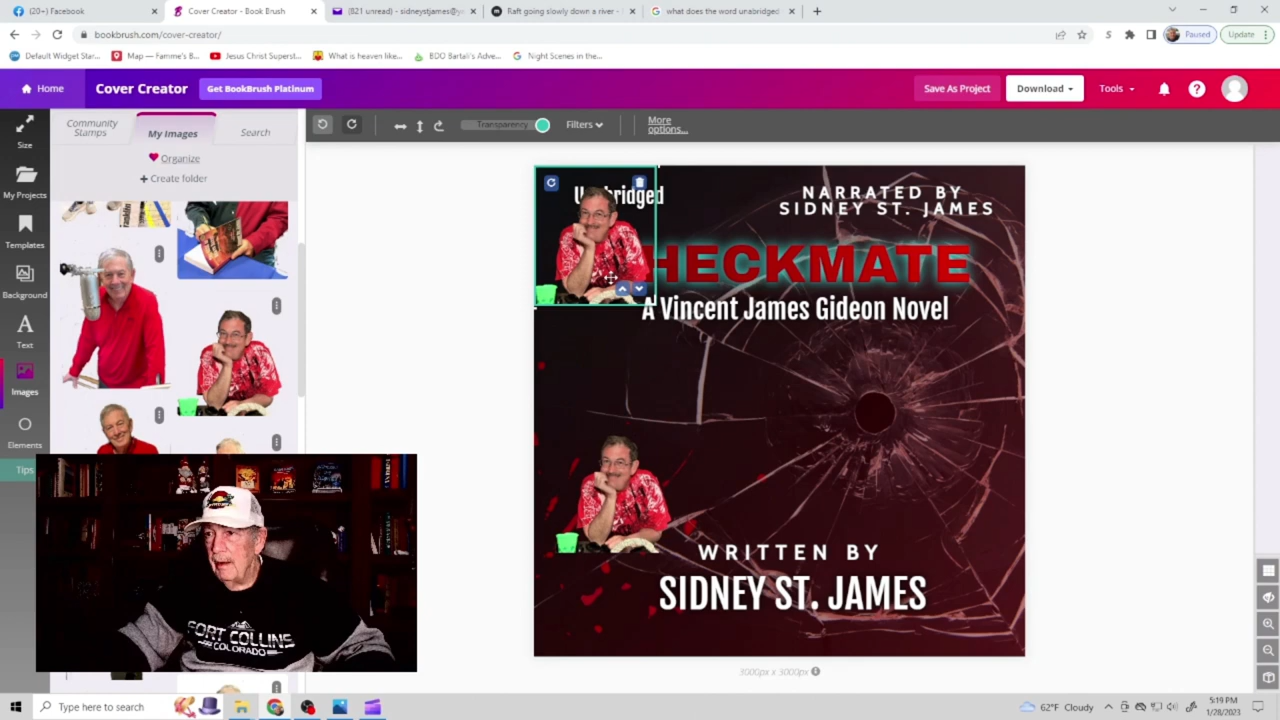 (20+) Facebook
Cover Creator - Book Brush
(821 unread) - sidneystjames@y
Raft going slowly down a river -
what does the word unabridged
bookbrush.com/cover-creator/
Paused
Update
Default Widget Star...
Map — Famme's B...
Jesus Christ Superst...
What is heaven like...
BDO Bartali's Adve...
Night Scenes in the...
Home
Cover Creator
Get BookBrush Platinum
Save As Project
Download
Tools
Size
My Projects
Templates
Background
Text
Images
Elements
Tips
Community
Stamps
My Images
Search
Organize
+ Create folder
Transparency
Filters
More
options...
NARRATED BY
SIDNEY ST. JAMES
HECKMATE
A Vincent James Gideon Novel
WRITTEN BY
SIDNEY ST. JAMES
3000px x 3000px
FORT COLLINS
COLORADO
Type here to search
62°F Cloudy
5:19 PM
1/28/2023